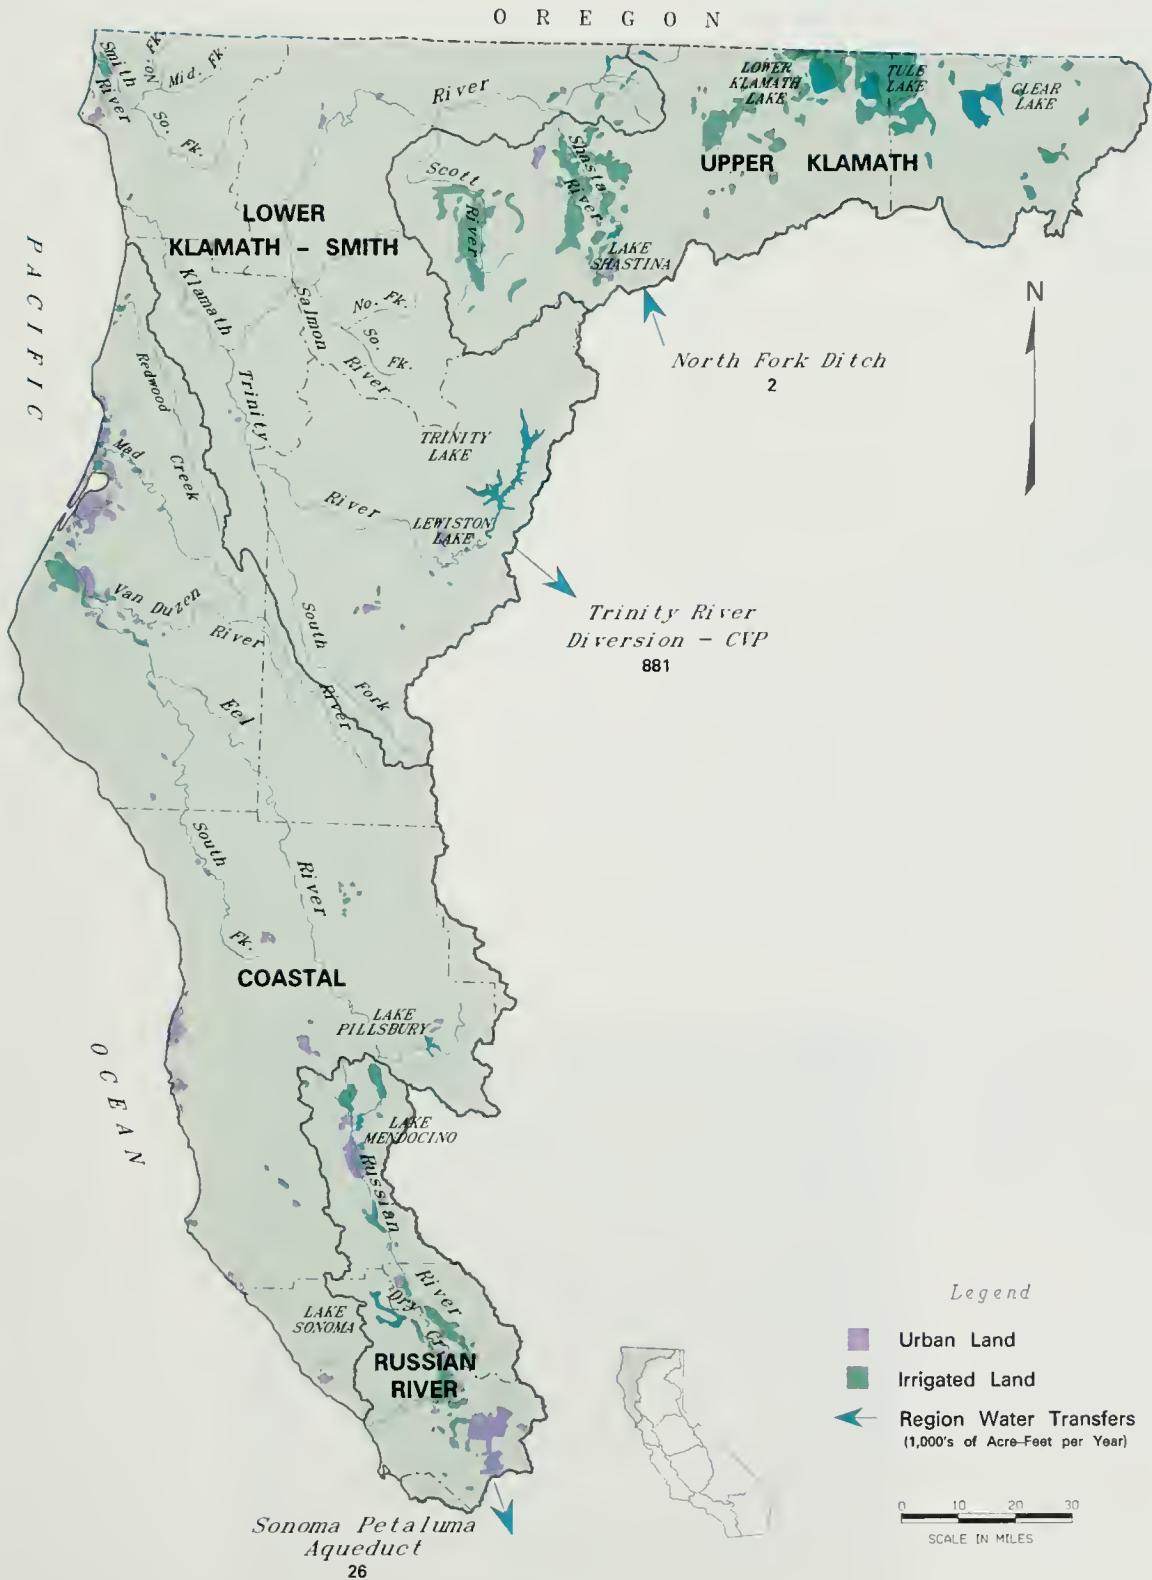 OREGON
Smith
River
No. Fk.
Mid. Fk.
So. Fk.
River
LOWER
KLAMATH
LAKE
TULE
LAKE
CLEAR
LAKE
UPPER KLAMATH
Scott
River
Shasta
River
LAKE
SHASTINA
LOWER
KLAMATH – SMITH
PACIFIC
Klamath
Salmon
River
No. Fk.
So. Fk.
N
North Fork Ditch
2
Redwood
Creek
Trinity
River
TRINITY
LAKE
Mad
LEWISTON
LAKE
Van Duzen
River
South
Fork
River
Trinity River
Diversion – CVP
881
Eel
River
South
Fk.
COASTAL
LAKE
PILLSBURY
OCEAN
LAKE
MENDOCINO
Russian
River
Dry
Cr.
LAKE
SONOMA
RUSSIAN
RIVER
Sonoma Petaluma
Aqueduct
26
Legend
Urban Land
Irrigated Land
Region Water Transfers
(1,000's of Acre-Feet per Year)
0 10 20 30
SCALE IN MILES